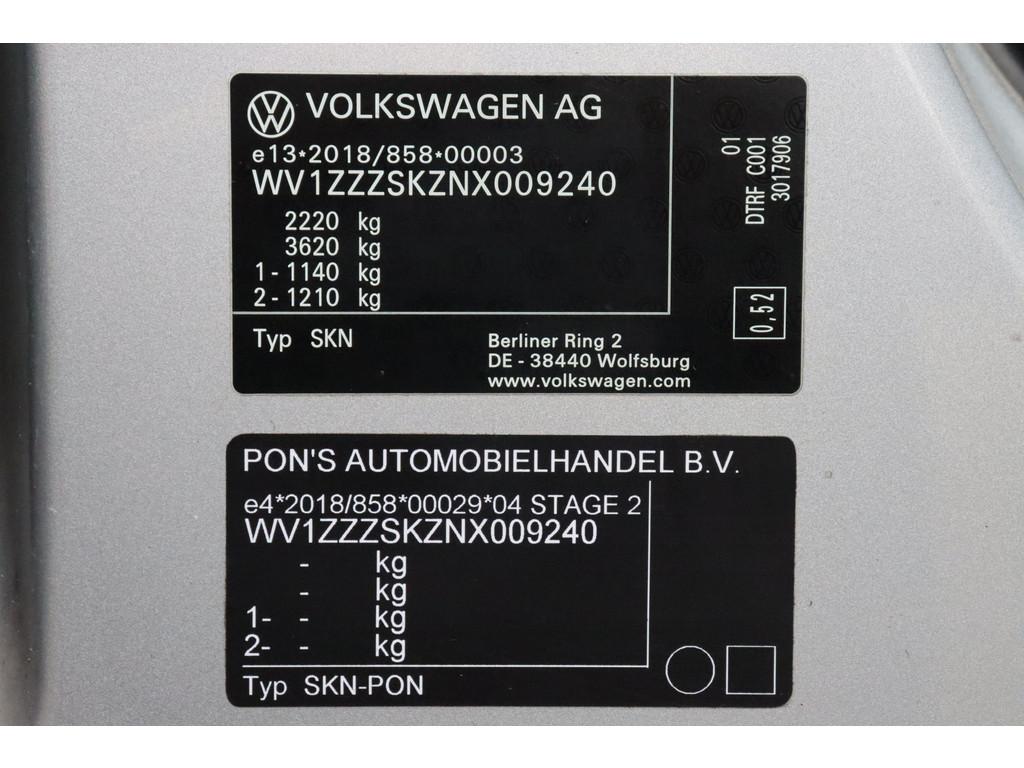 VOLKSWAGEN AG
e13*2018/858*00003
WV1ZZZSKZNX009240
2220 kg
3620 kg
1 - 1140 kg
2 - 1210 kg
Typ SKN
Berliner Ring 2
DE - 38440 Wolfsburg
www.volkswagen.com
01
DTRF C001
3017906
0,52
PON'S AUTOMOBIELHANDEL B.V.
e4*2018/858*00029*04 STAGE 2
WV1ZZZSKZNX009240
- kg
- kg
1- - kg
2- - kg
Typ SKN-PON